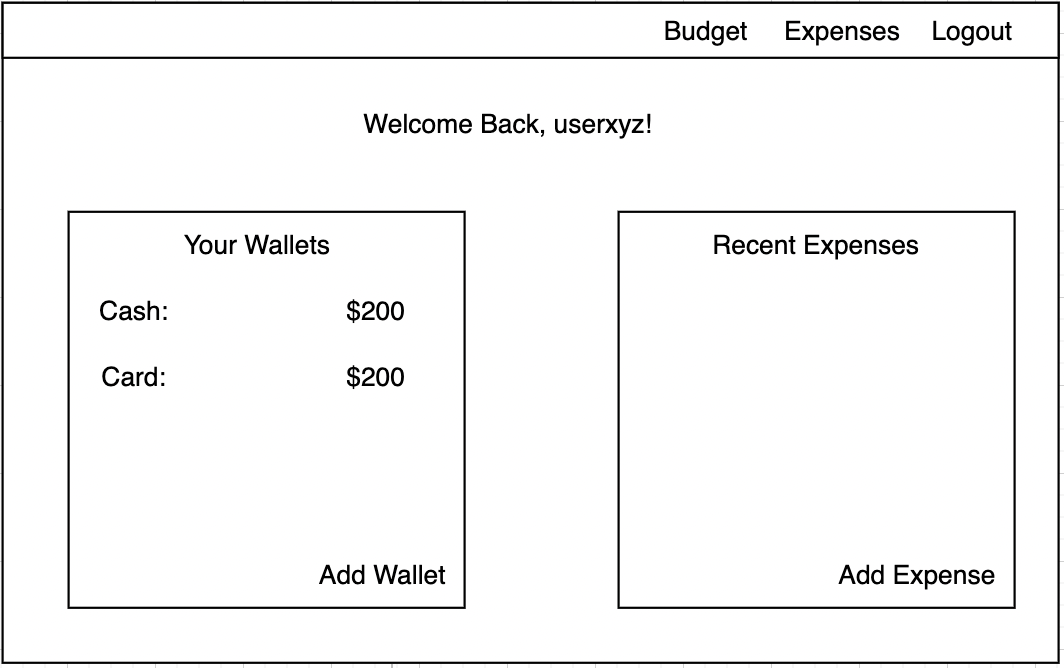 Budget Expenses Logout
Welcome Back, userxyz!
Your Wallets
Cash: $200
Card: $200
Add Wallet
Recent Expenses
Add Expense